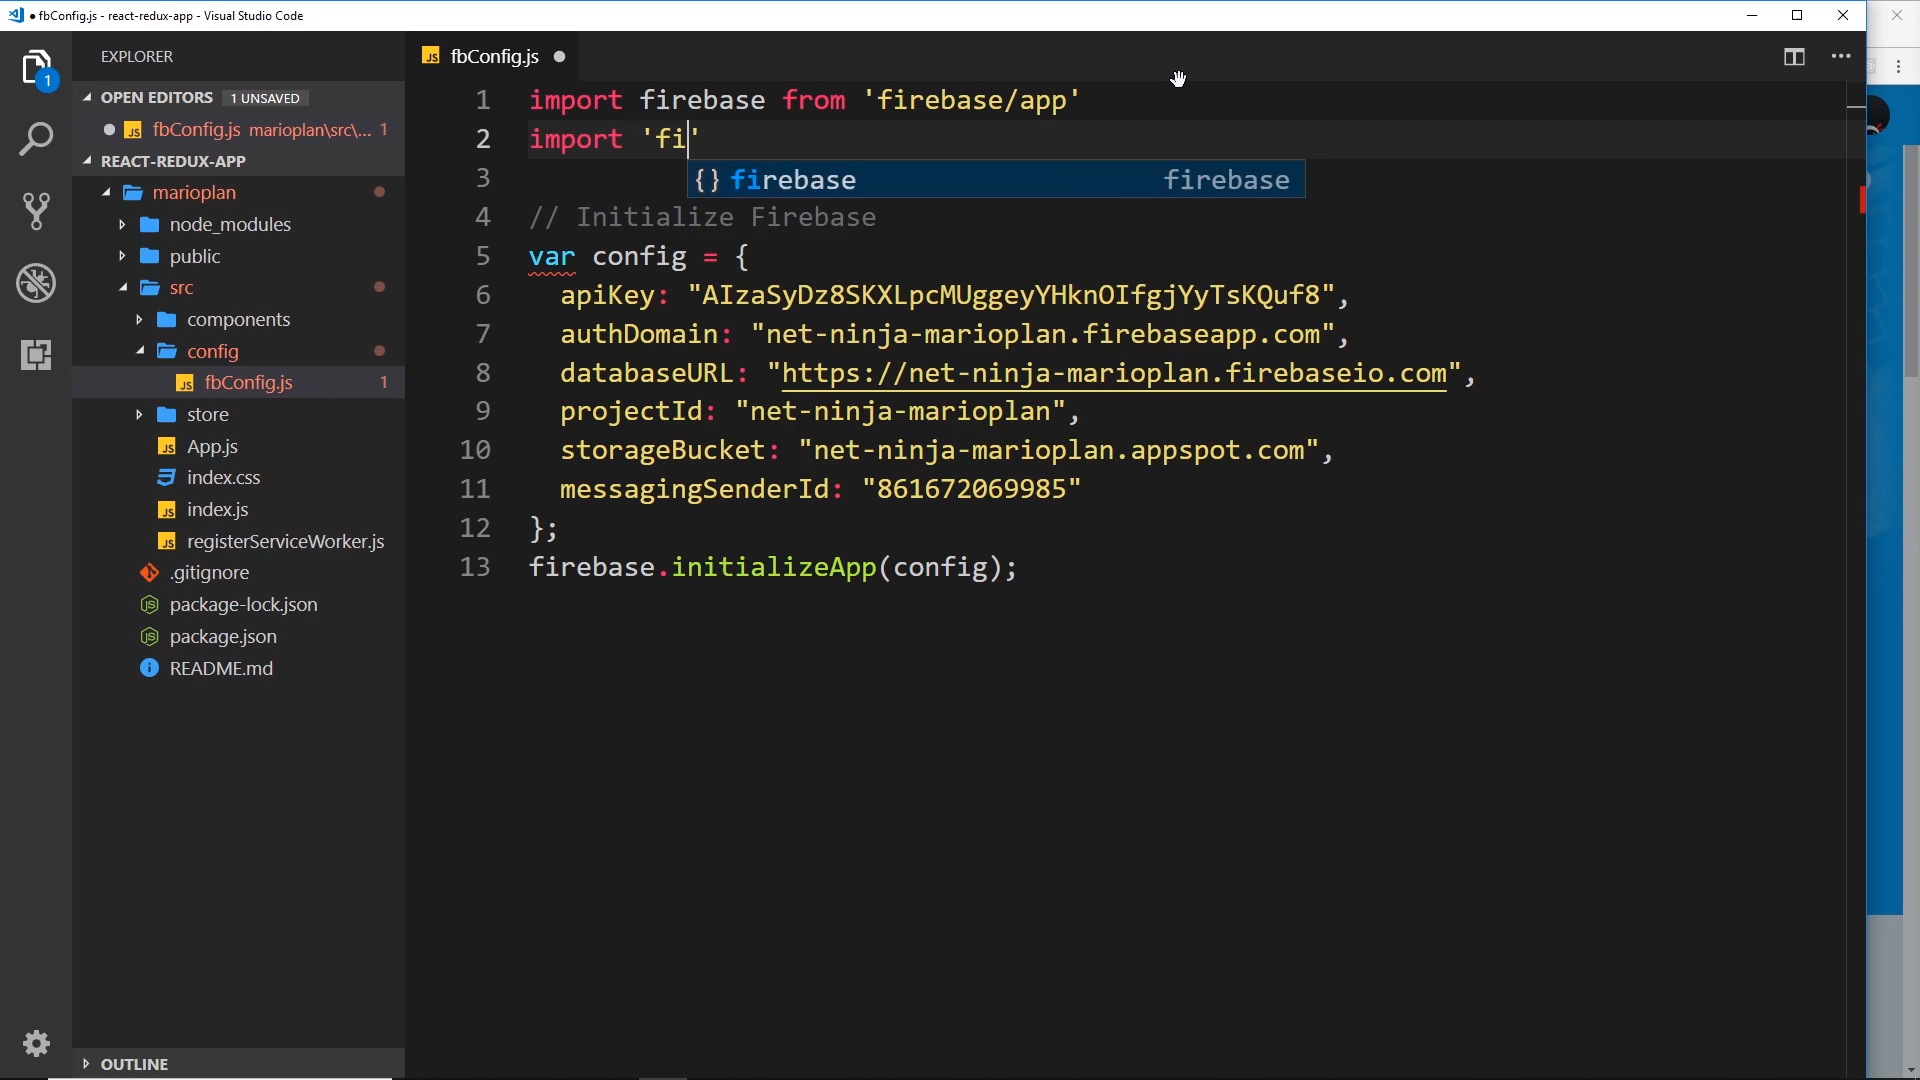 ● fbConfig.js - react-redux-app - Visual Studio Code
EXPLORER
OPEN EDITORS 1 UNSAVED
fbConfig.js marioplan\src\... 1
REACT-REDUX-APP
marioplan
node_modules
public
src
components
config
fbConfig.js 1
store
App.js
index.css
index.js
registerServiceWorker.js
.gitignore
package-lock.json
package.json
README.md
OUTLINE
1
JS fbConfig.js
1 import firebase from 'firebase/app'
2 import 'fi'
{} firebase firebase
3
4 // Initialize Firebase
5 var config = {
6 apiKey: "AIzaSyDz8SKXLpcMUggeyYHknOIfgjYyTsKQuf8",
7 authDomain: "net-ninja-marioplan.firebaseapp.com",
8 databaseURL: "https://net-ninja-marioplan.firebaseio.com",
9 projectId: "net-ninja-marioplan",
10 storageBucket: "net-ninja-marioplan.appspot.com",
11 messagingSenderId: "861672069985"
12 };
13 firebase.initializeApp(config);